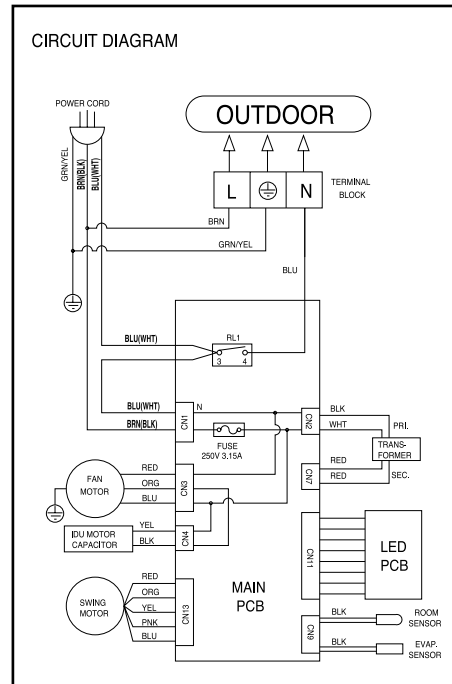 CIRCUIT DIAGRAM
POWER CORD
OUTDOOR
GRN/YEL
BRN(BLK)
BLU(WHT)
L
N
TERMINAL
BLOCK
BRN
GRN/YEL
BLU
BLU(WHT)
RL1
3 4
BLU(WHT)
CN1
N
CN2
BLK
PRI.
BRN(BLK)
WHT
FUSE
250V 3.15A
TRANS-
FORMER
FAN
MOTOR
RED
ORG
BLU
CN3
CN7
RED
RED
SEC.
IDU MOTOR
CAPACITOR
YEL
BLK
CN4
CN11
LED
PCB
SWING
MOTOR
RED
ORG
YEL
PNK
BLU
CN13
MAIN
PCB
CN9
BLK
ROOM
SENSOR
BLK
EVAP.
SENSOR